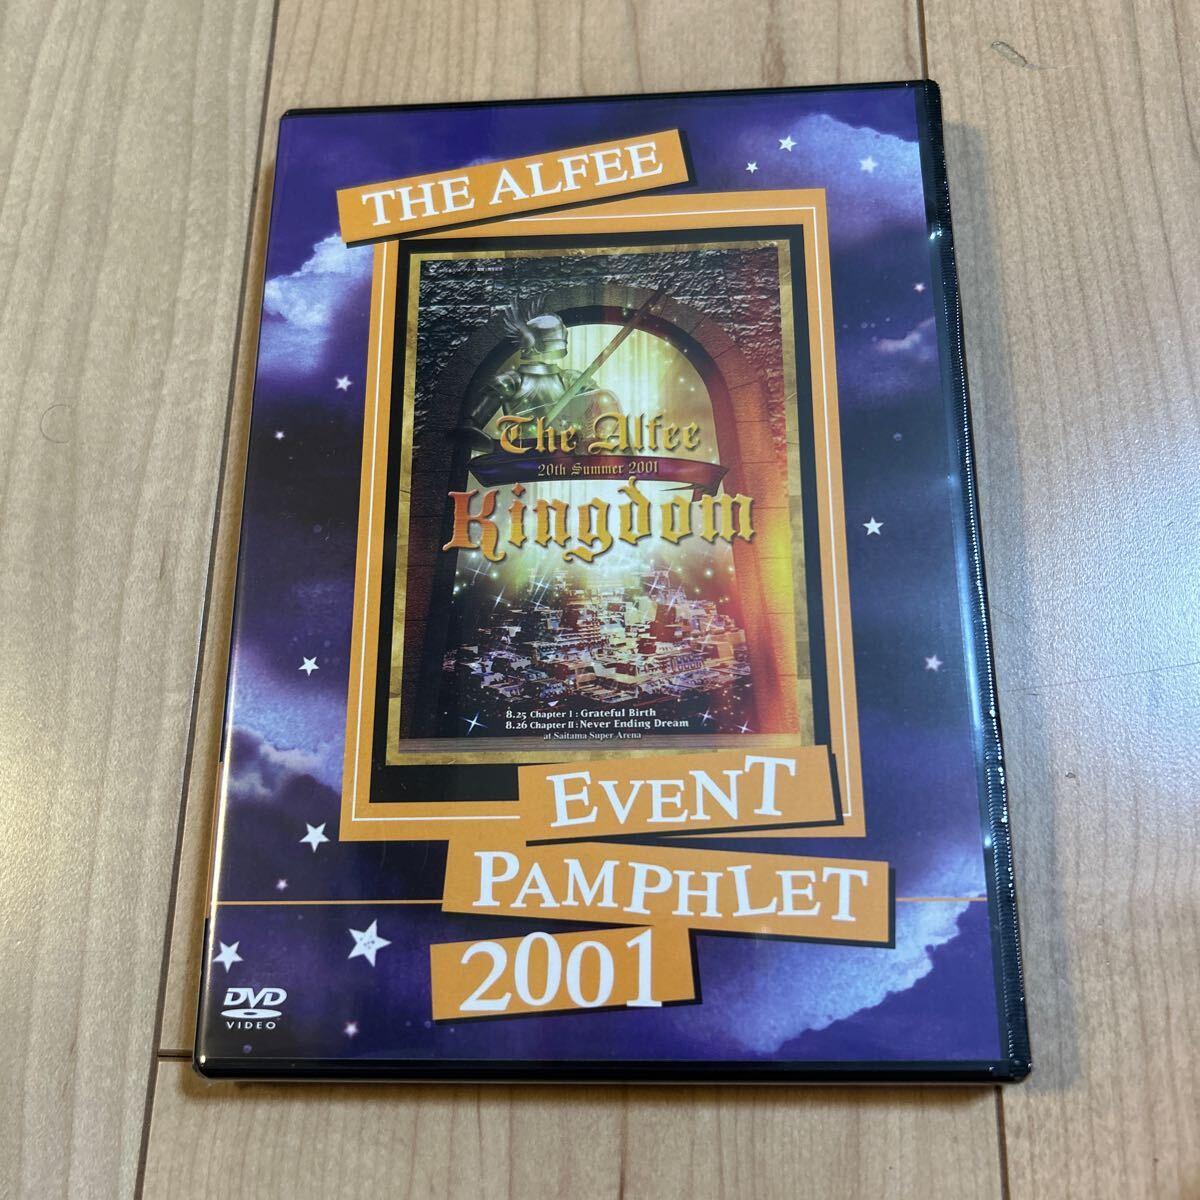 THE ALFEE
The Alfee
20th Summer 2001
Kingdom
8.25 Chapter I : Grateful Birth
8.26 Chapter II : Never Ending Dream
at Saitama Super Arena
EVENT
PAMPHLET
2001
DVD
VIDEO